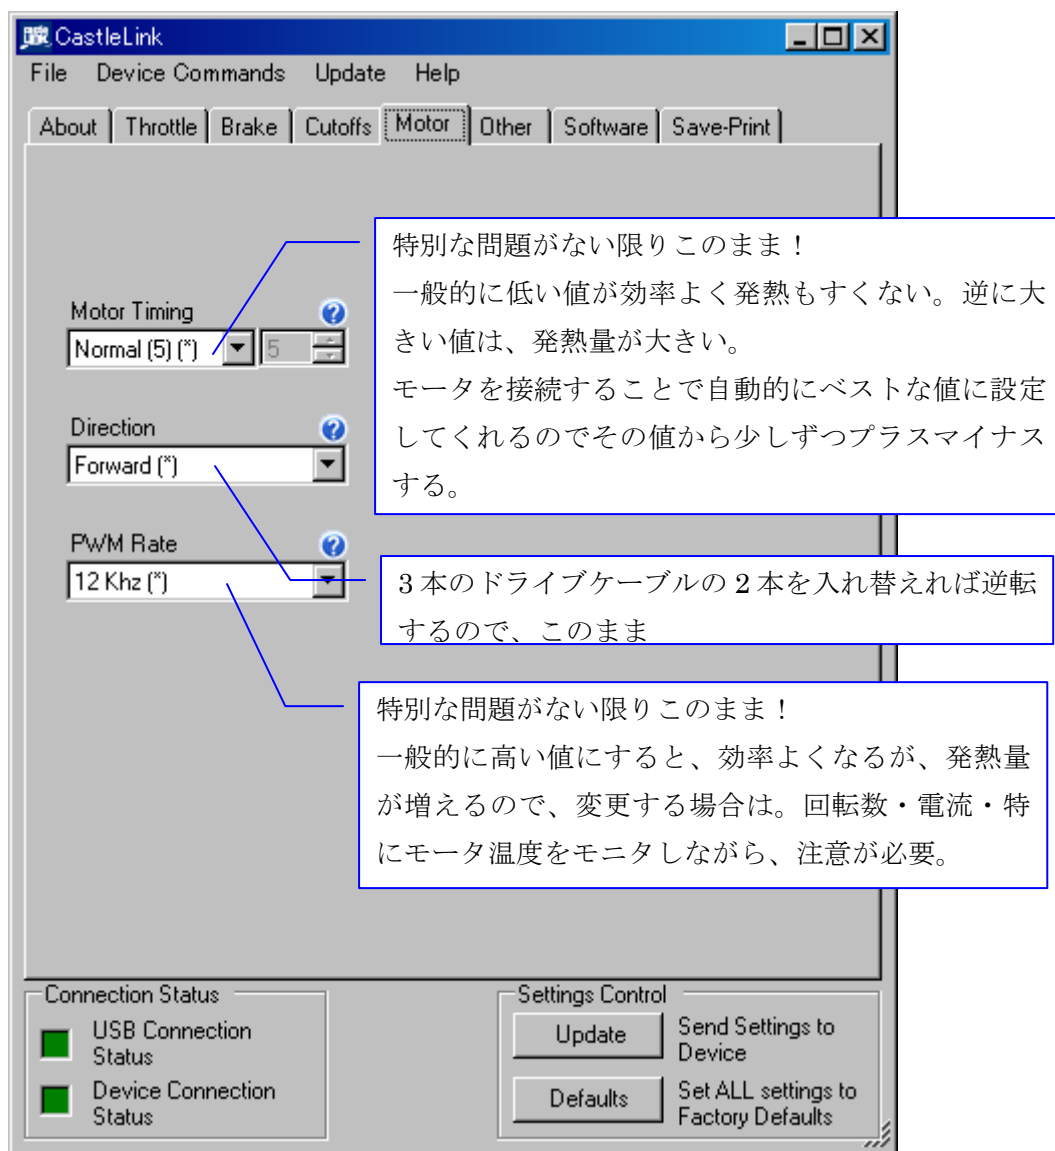 CastleLink
File Device Commands Update Help
About Throttle Brake Cutoffs Motor Other Software Save-Print
特別な問題がない限りこのまま！
一般的に低い値が効率よく発熱もすくない。逆に大
きい値は、発熱量が大きい。
モータを接続することで自動的にベストな値に設定
してくれるのでその値から少しずつプラスマイナス
する。
Motor Timing
Normal (5) (*) 5
Direction
Forward (*)
PWM Rate
12 Khz (*)
3 本のドライブケーブルの 2 本を入れ替えれば逆転
するので、このまま
特別な問題がない限りこのまま！
一般的に高い値にすると、効率よくなるが、発熱量
が増えるので、変更する場合は。回転数・電流・特
にモータ温度をモニタしながら、注意が必要。
Connection Status
USB Connection
Status
Device Connection
Status
Settings Control
Update
Send Settings to
Device
Defaults
Set ALL settings to
Factory Defaults